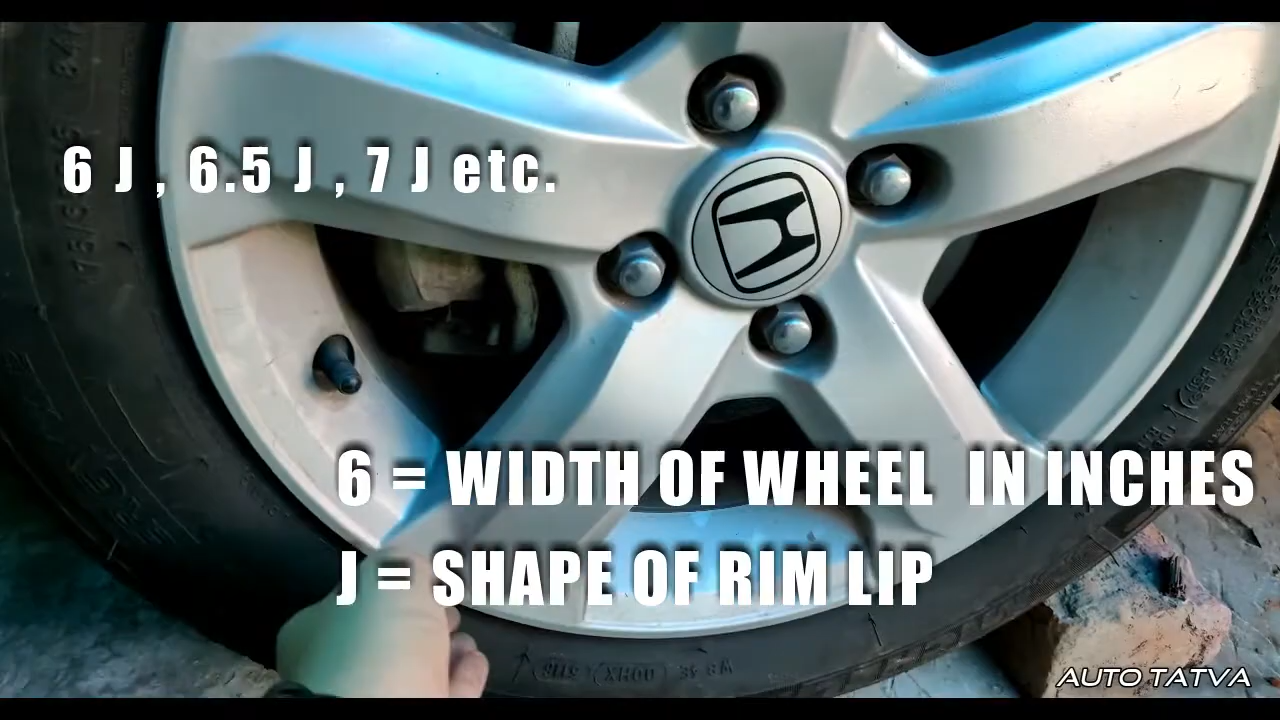 6 J , 6.5 J , 7 J etc.
6 = WIDTH OF WHEEL IN INCHES
J = SHAPE OF RIM LIP
AUTO TATVA